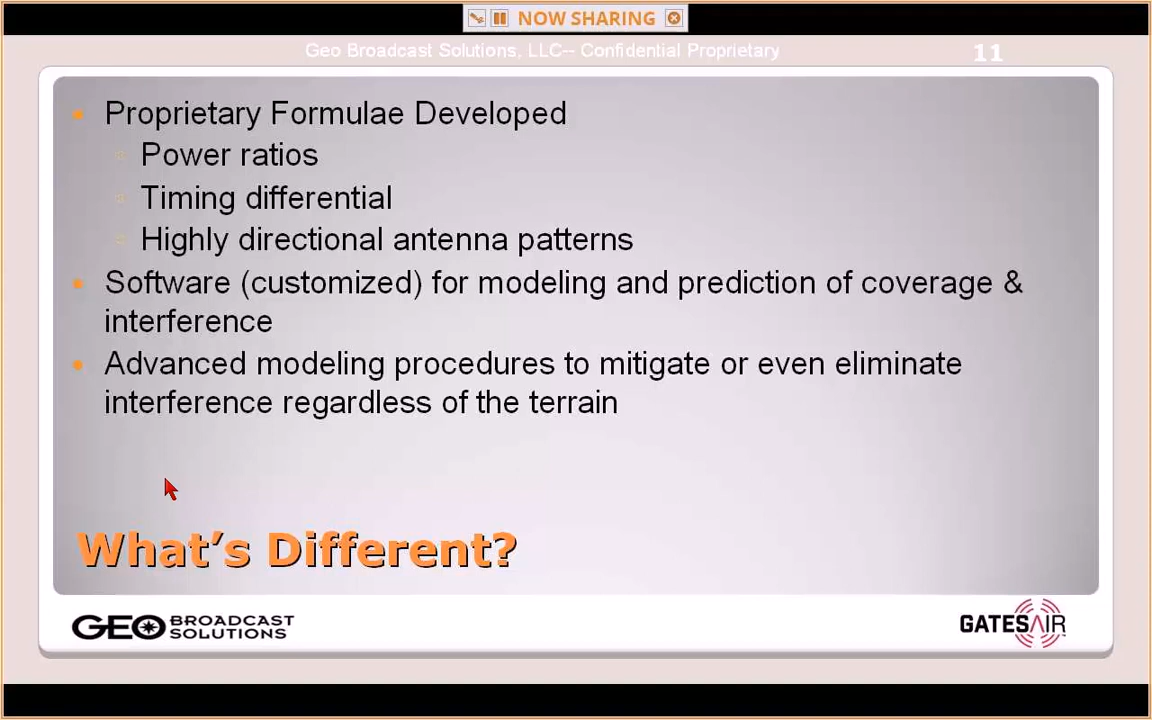 NOW SHARING
Geo Broadcast Solutions, LLC-- Confidential Proprietary
11
Proprietary Formulae Developed
Power ratios
Timing differential
Highly directional antenna patterns
Software (customized) for modeling and prediction of coverage &
interference
Advanced modeling procedures to mitigate or even eliminate
interference regardless of the terrain
What's Different?
GEO BROADCAST
SOLUTIONS
GATESAIR